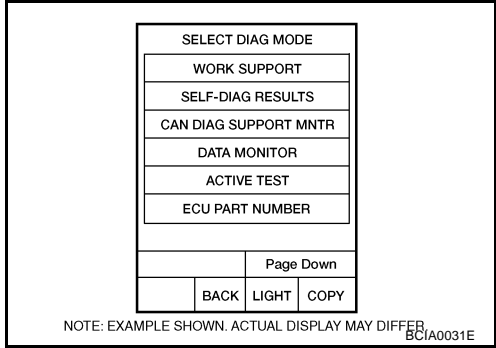 SELECT DIAG MODE
WORK SUPPORT
SELF-DIAG RESULTS
CAN DIAG SUPPORT MNTR
DATA MONITOR
ACTIVE TEST
ECU PART NUMBER
Page Down
BACK LIGHT COPY
NOTE: EXAMPLE SHOWN. ACTUAL DISPLAY MAY DIFFER.
BCIA0031E